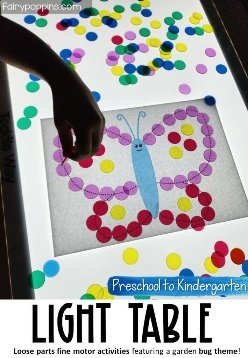 fairypoppins.com
Preschool to Kindergarten
LIGHT TABLE
Loose parts fine motor activities featuring a garden bug theme!